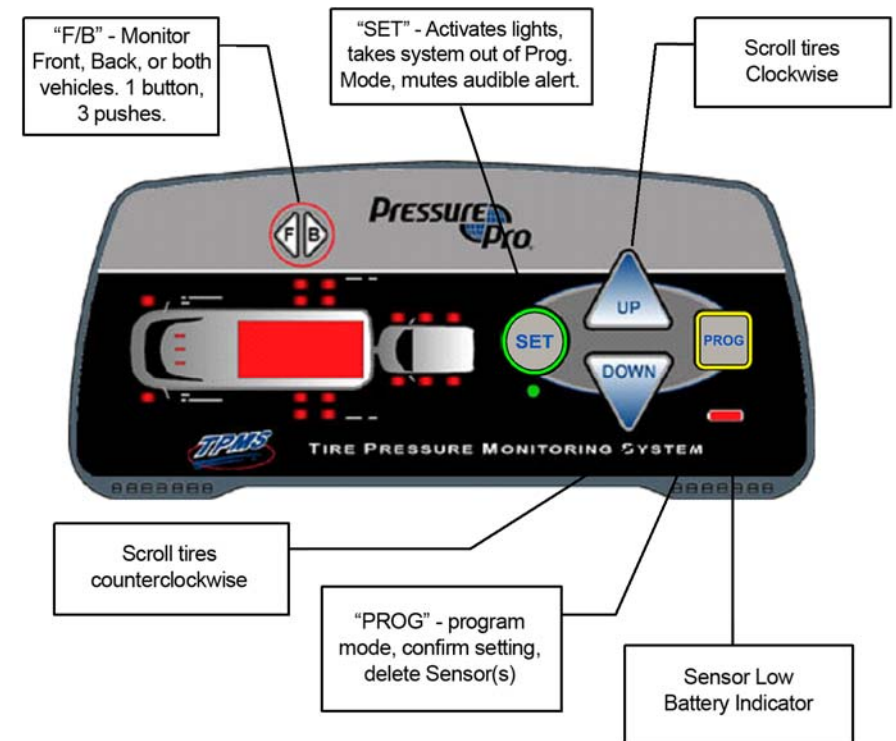 “F/B” - Monitor
Front, Back, or both
vehicles. 1 button,
3 pushes.
“SET” - Activates lights,
takes system out of Prog.
Mode, mutes audible alert.
Scroll tires
Clockwise
F B
Pressure
Pro
UP
SET
PROG
DOWN
TPMS
TIRE PRESSURE MONITORING SYSTEM
Scroll tires
counterclockwise
“PROG” - program
mode, confirm setting,
delete Sensor(s)
Sensor Low
Battery Indicator